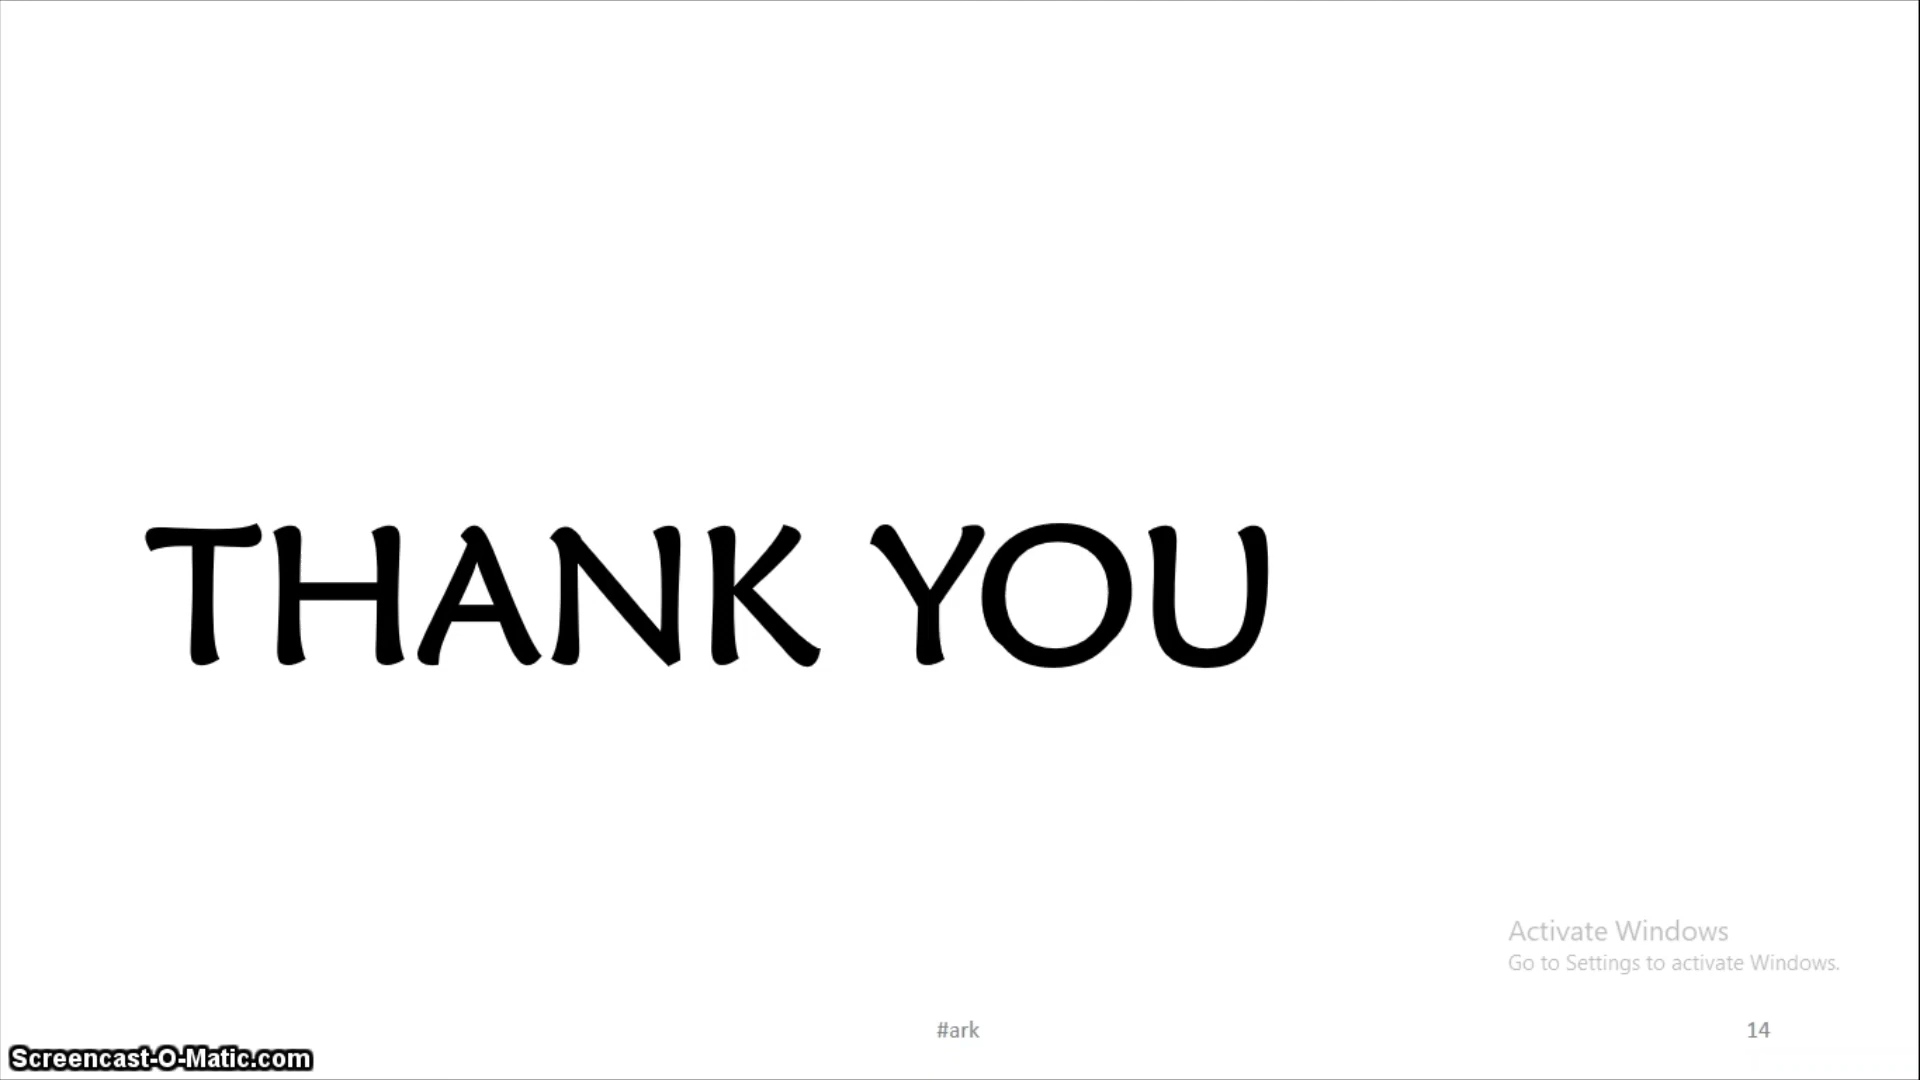 THANK YOU
Activate Windows
Go to Settings to activate Windows.
#ark
14
Screencast-O-Matic.com